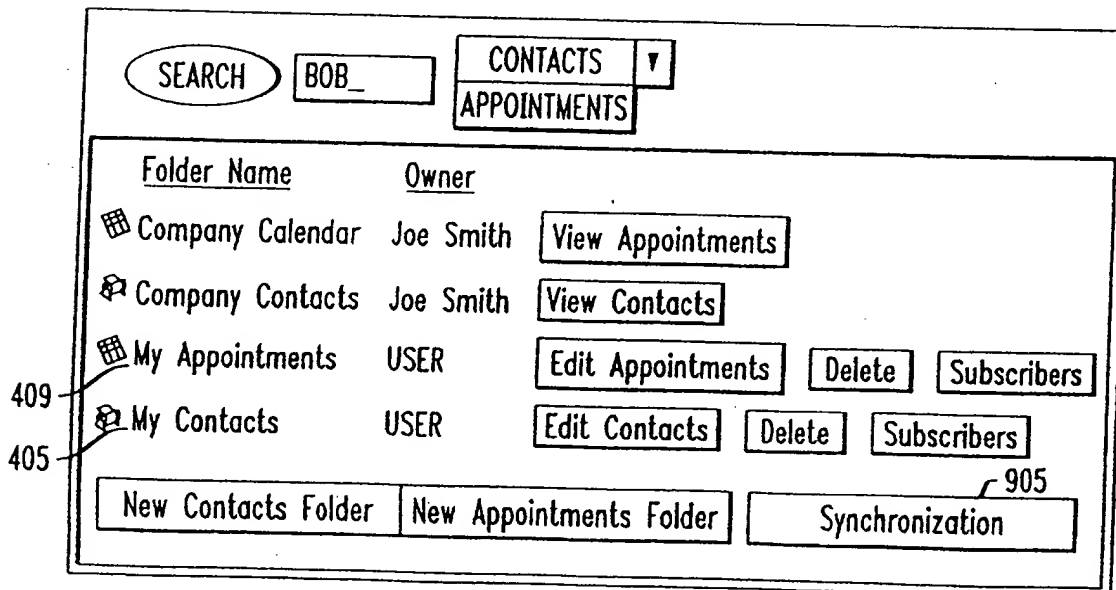 SEARCH BOB_ CONTACTS ▼
APPOINTMENTS
Folder Name Owner
Company Calendar Joe Smith View Appointments
Company Contacts Joe Smith View Contacts
My Appointments USER Edit Appointments Delete Subscribers
409
My Contacts USER Edit Contacts Delete Subscribers
405
905
New Contacts Folder New Appointments Folder Synchronization